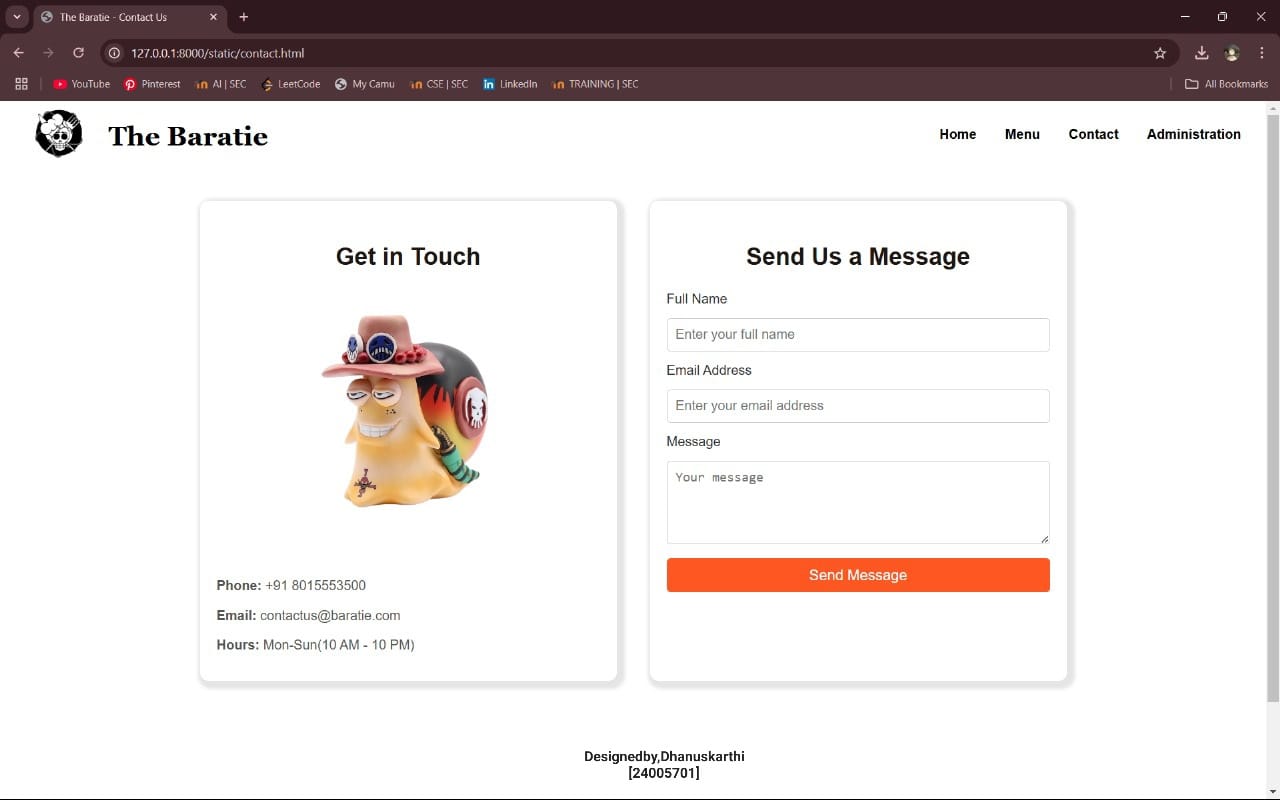 The Baratie - Contact Us
127.0.0.1:8000/static/contact.html
YouTube Pinterest AI | SEC LeetCode My Camu CSE | SEC LinkedIn TRAINING | SEC All Bookmarks
The Baratie Home Menu Contact Administration
Get in Touch
Phone: +91 8015553500
Email: contactus@baratie.com
Hours: Mon-Sun(10 AM - 10 PM)
Send Us a Message
Full Name
Enter your full name
Email Address
Enter your email address
Message
Your message
Send Message
Designedby,Dhanuskarthi
[24005701]